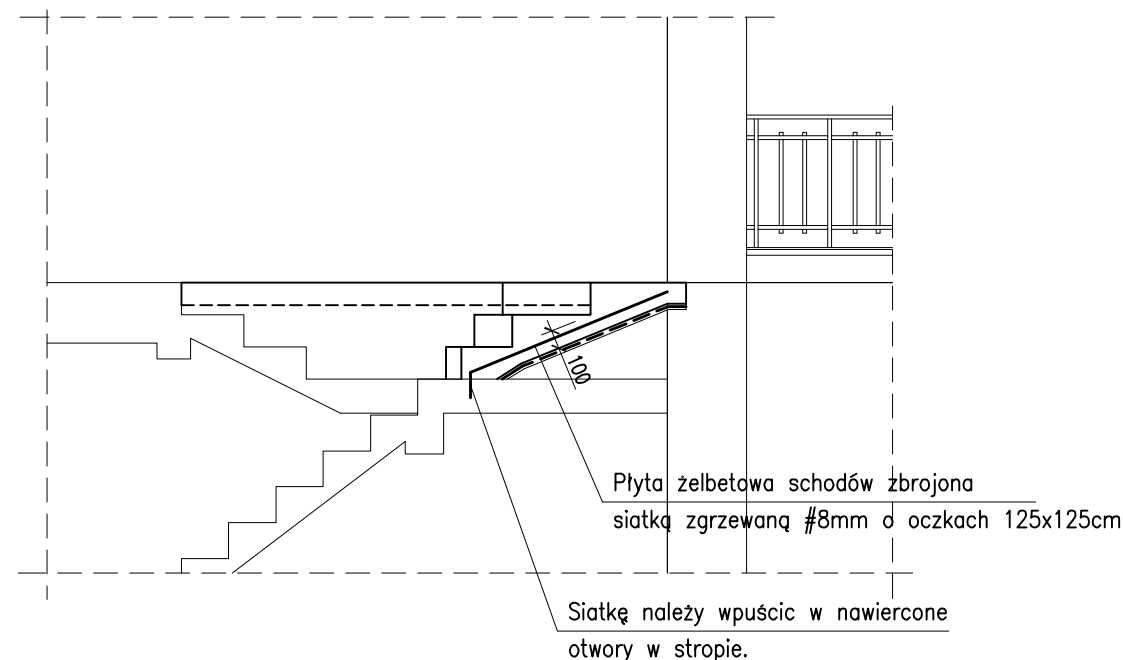 100
Płyta żelbetowa schodów zbrojona
siatką zgrzewaną #8mm o oczkach 125x125cm
Siatkę należy wpuścic w nawiercone
otwory w stropie.